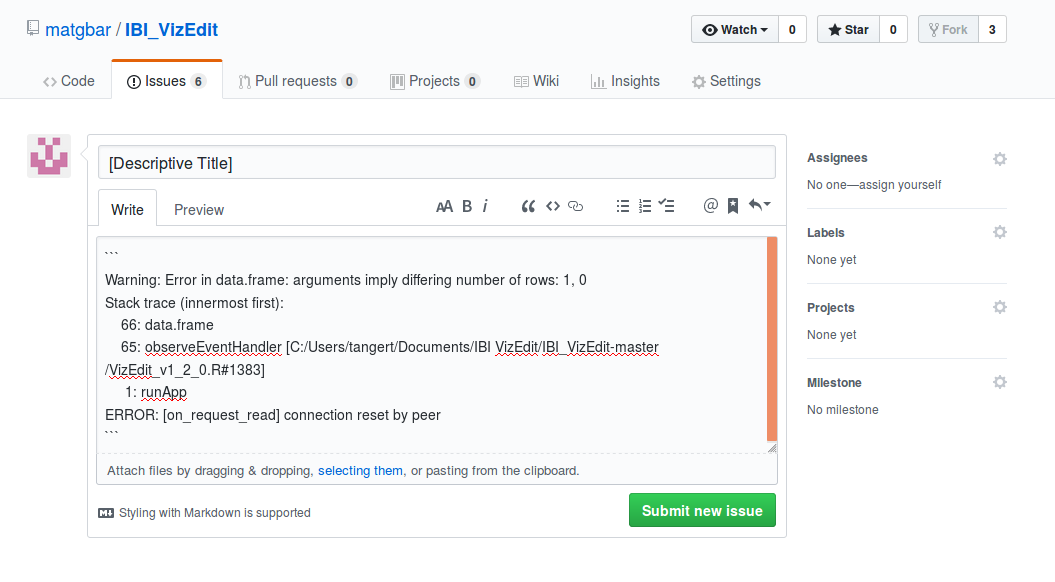 matgbar / IBI_VizEdit
Watch 0 Star 0 Fork 3
Code Issues 6 Pull requests 0 Projects 0 Wiki Insights Settings
[Descriptive Title]
Write Preview
AA B i
```
Warning: Error in data.frame: arguments imply differing number of rows: 1, 0
Stack trace (innermost first):
    66: data.frame
    65: observeEventHandler [C:/Users/tangert/Documents/IBI VizEdit/IBI_VizEdit-master
/VizEdit_v1_2_0.R#1383]
     1: runApp
ERROR: [on_request_read] connection reset by peer
```
Attach files by dragging & dropping, selecting them, or pasting from the clipboard.
Styling with Markdown is supported
Submit new issue
Assignees
No one—assign yourself
Labels
None yet
Projects
None yet
Milestone
No milestone